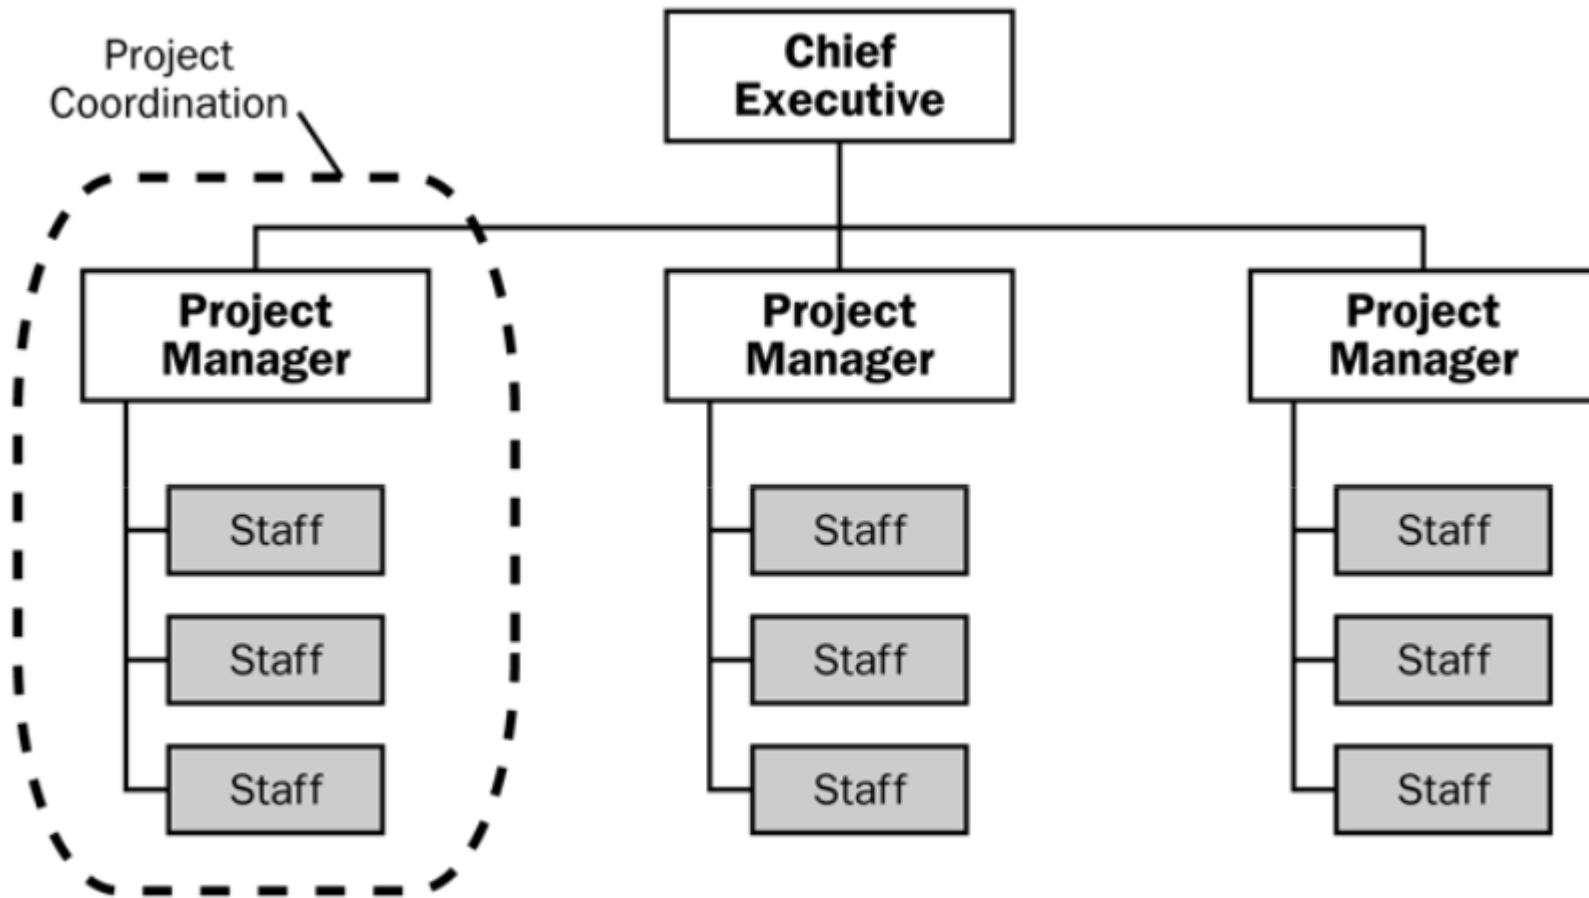 Project
Coordination
Chief
Executive
Project
Manager
Project
Manager
Project
Manager
Staff
Staff
Staff
Staff
Staff
Staff
Staff
Staff
Staff